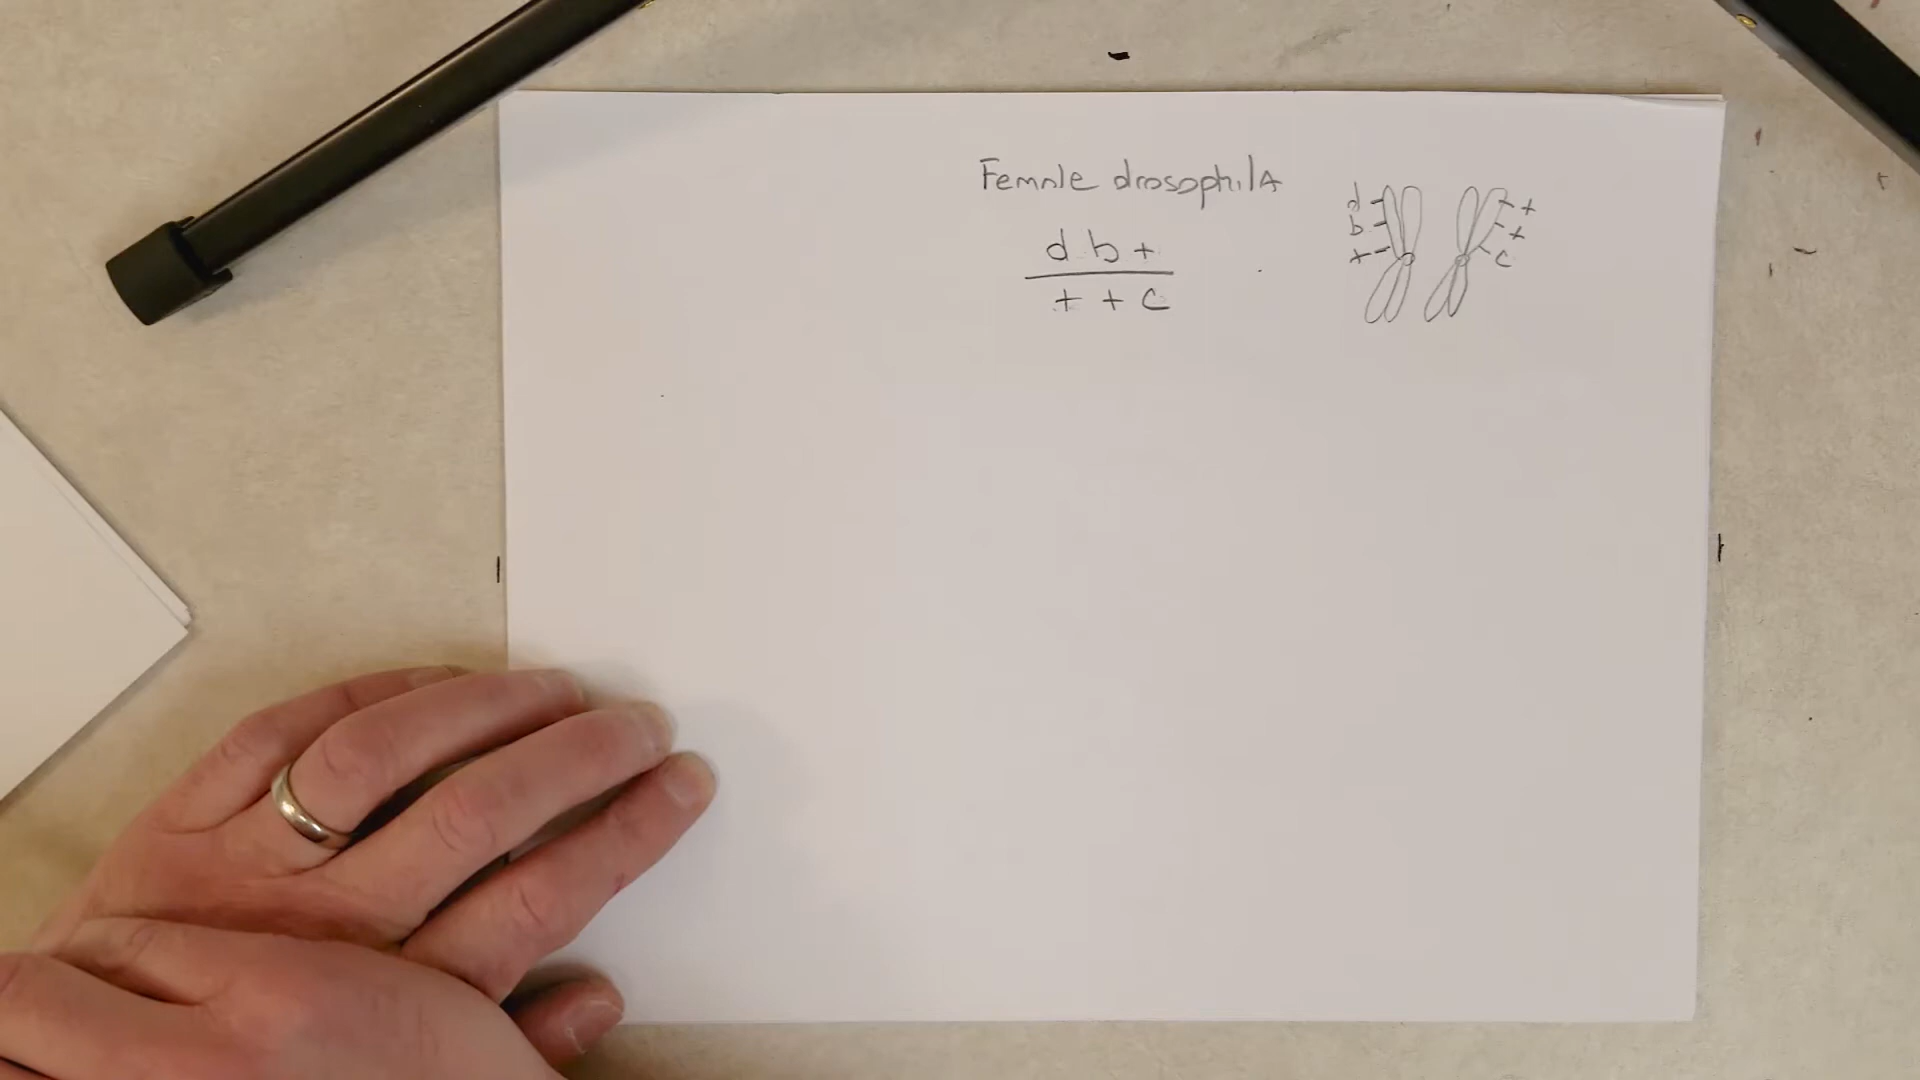 Female drosophila
d b +
+ + c
d +
b +
+ c